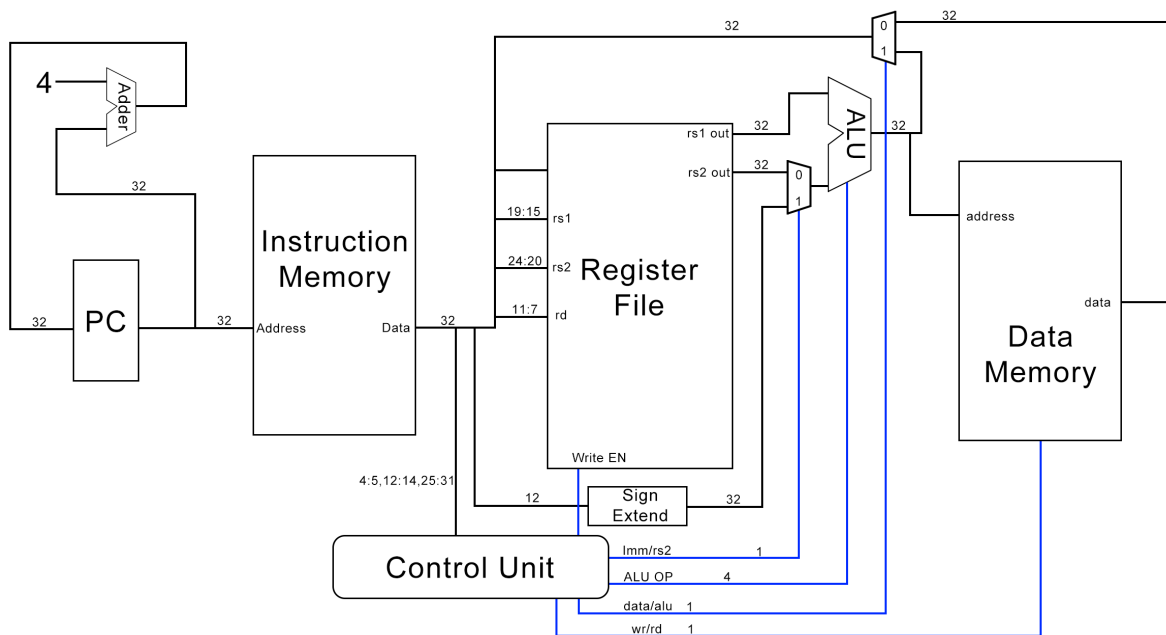 32
32
0
1
4
Adder
ALU
rs1 out
32
32
32
rs2 out
32
0
1
Instruction
Memory
19:15
rs1
24:20
rs2
11:7
rd
Register
File
address
data
Data
Memory
32
PC
32
Address
Data
32
Write EN
4:5,12:14,25:31
12
Sign
Extend
32
Control Unit
Imm/rs2
1
ALU OP
4
data/alu
1
wr/rd
1